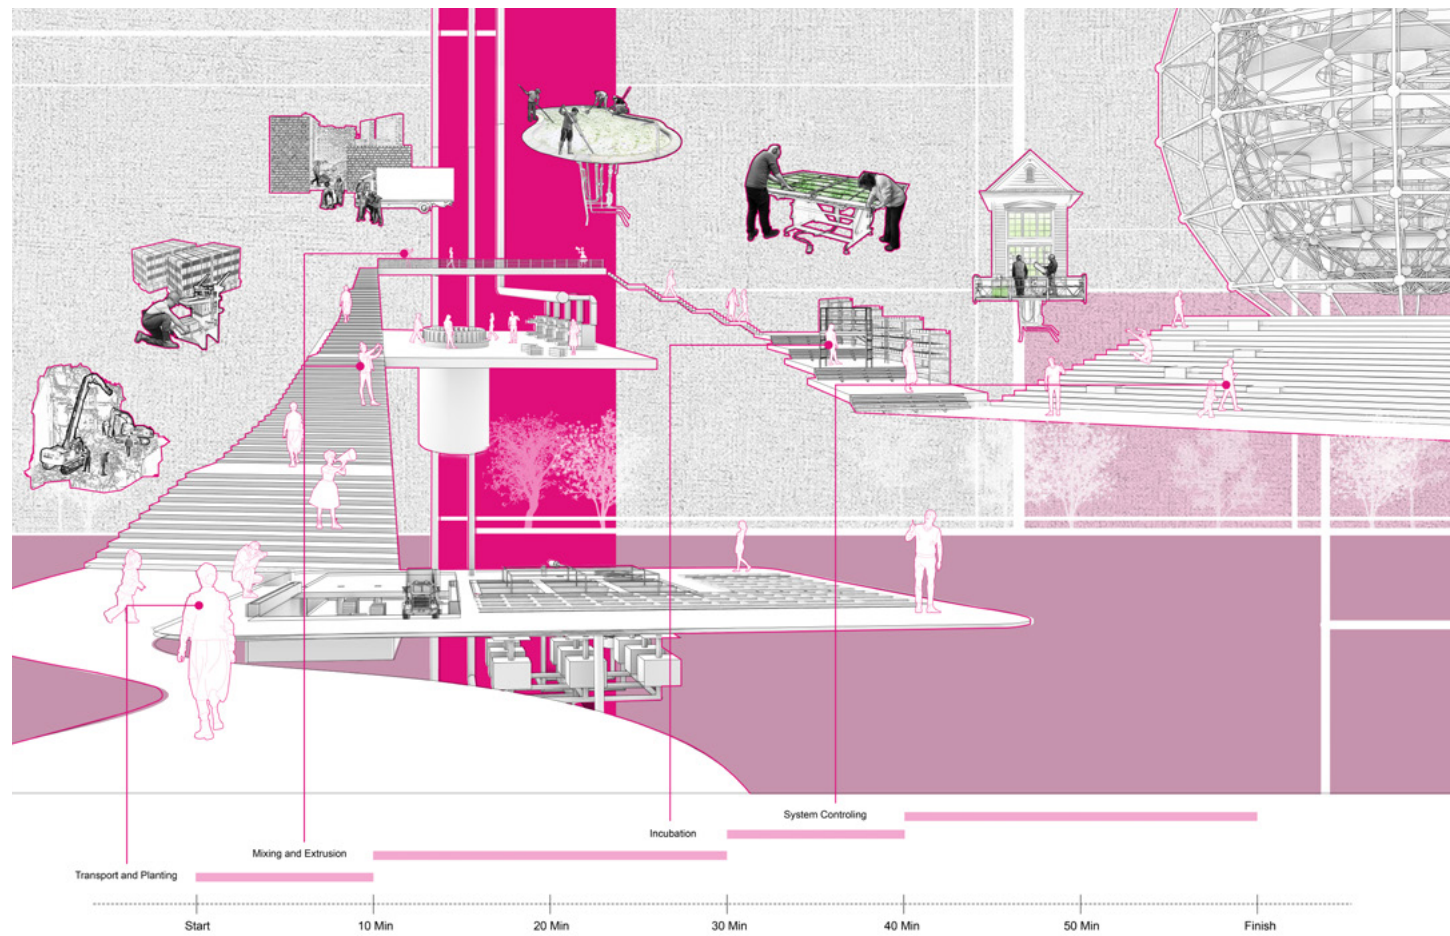 System Controling
Incubation
Mixing and Extrusion
Transport and Planting
Start
10 Min
20 Min
30 Min
40 Min
50 Min
Finish